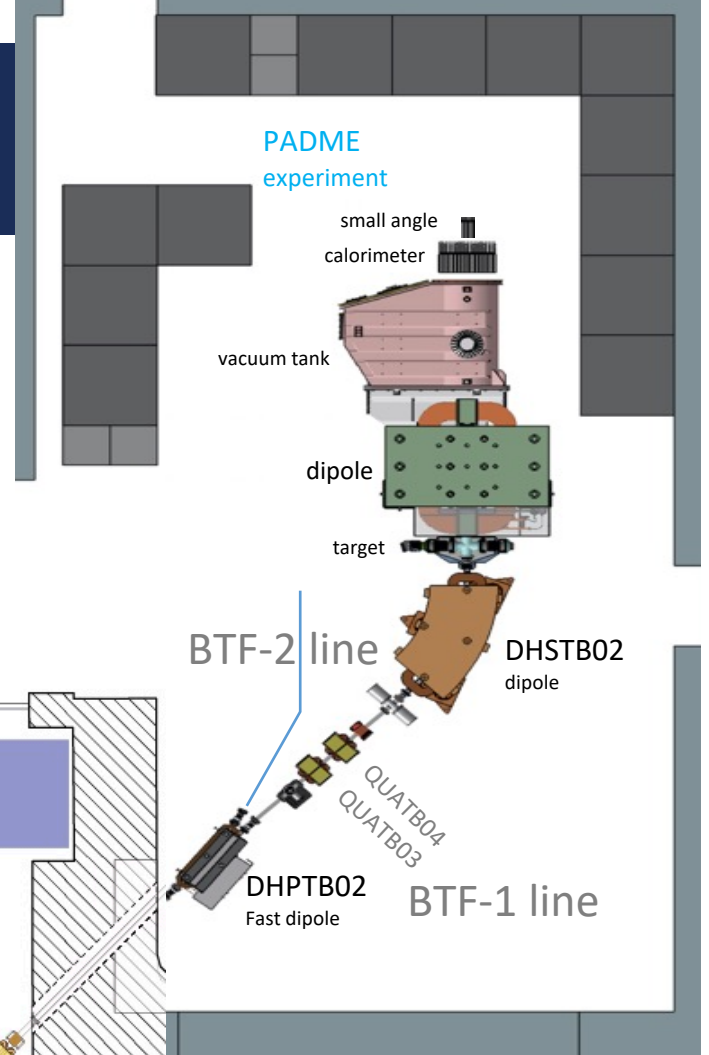 PADME
experiment
small angle
calorimeter
vacuum tank
dipole
target
BTF-2 line
DHSTB02
dipole
QUATB04
QUATB03
DHPTB02
Fast dipole
BTF-1 line